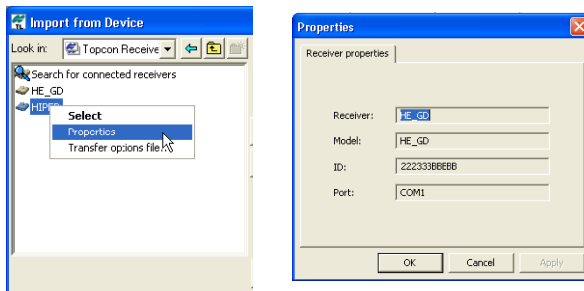 Import from Device
Look in:
Topcon Receive
Search for connected receivers
HE_GD
Select
Properties
Transfer options file
Properties
Receiver properties
Receiver:
HE_GD
Model:
HE_GD
ID:
222333BBEBB
Port:
COM1
OK
Cancel
Apply